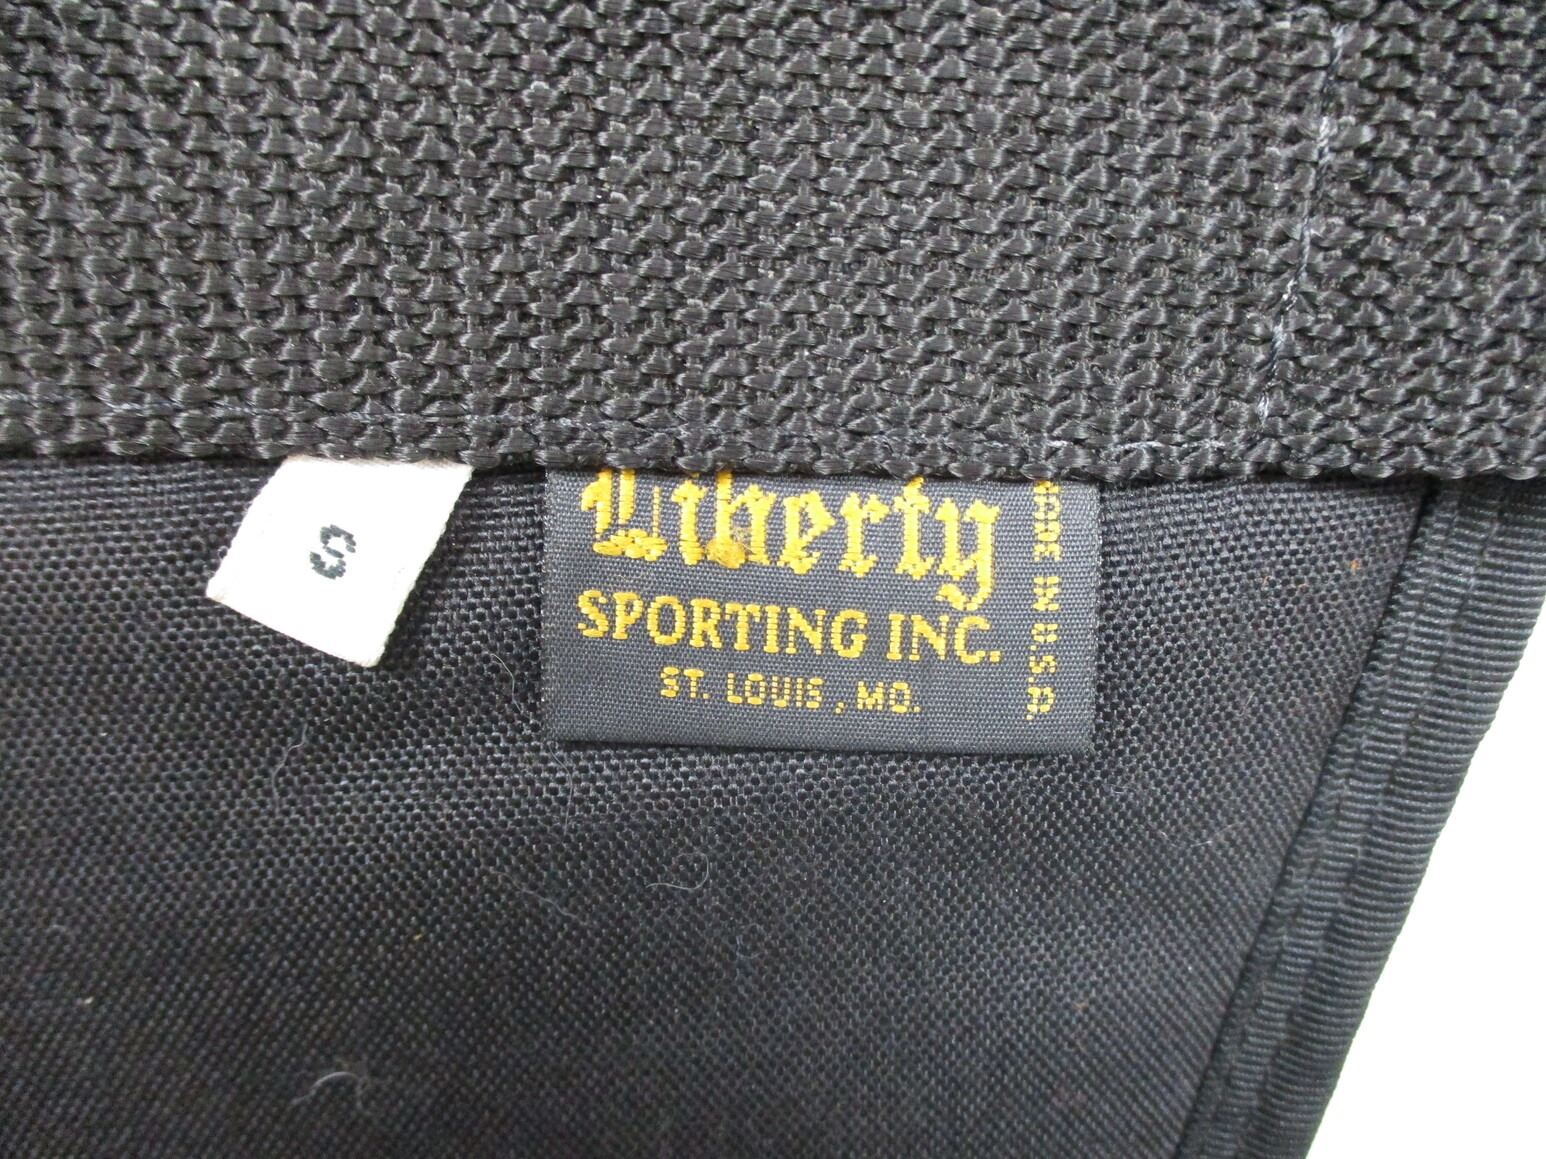 S
Liberty
SPORTING INC.
ST. LOUIS, MO.
MADE IN U.S.A.